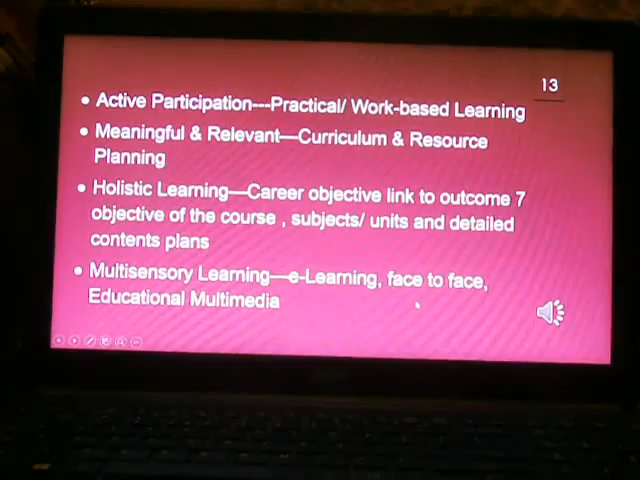 13
• Active Participation---Practical/ Work-based Learning
• Meaningful & Relevant—Curriculum & Resource
Planning
• Holistic Learning—Career objective link to outcome 7
objective of the course , subjects/ units and detailed
contents plans
• Multisensory Learning—e-Learning, face to face,
Educational Multimedia